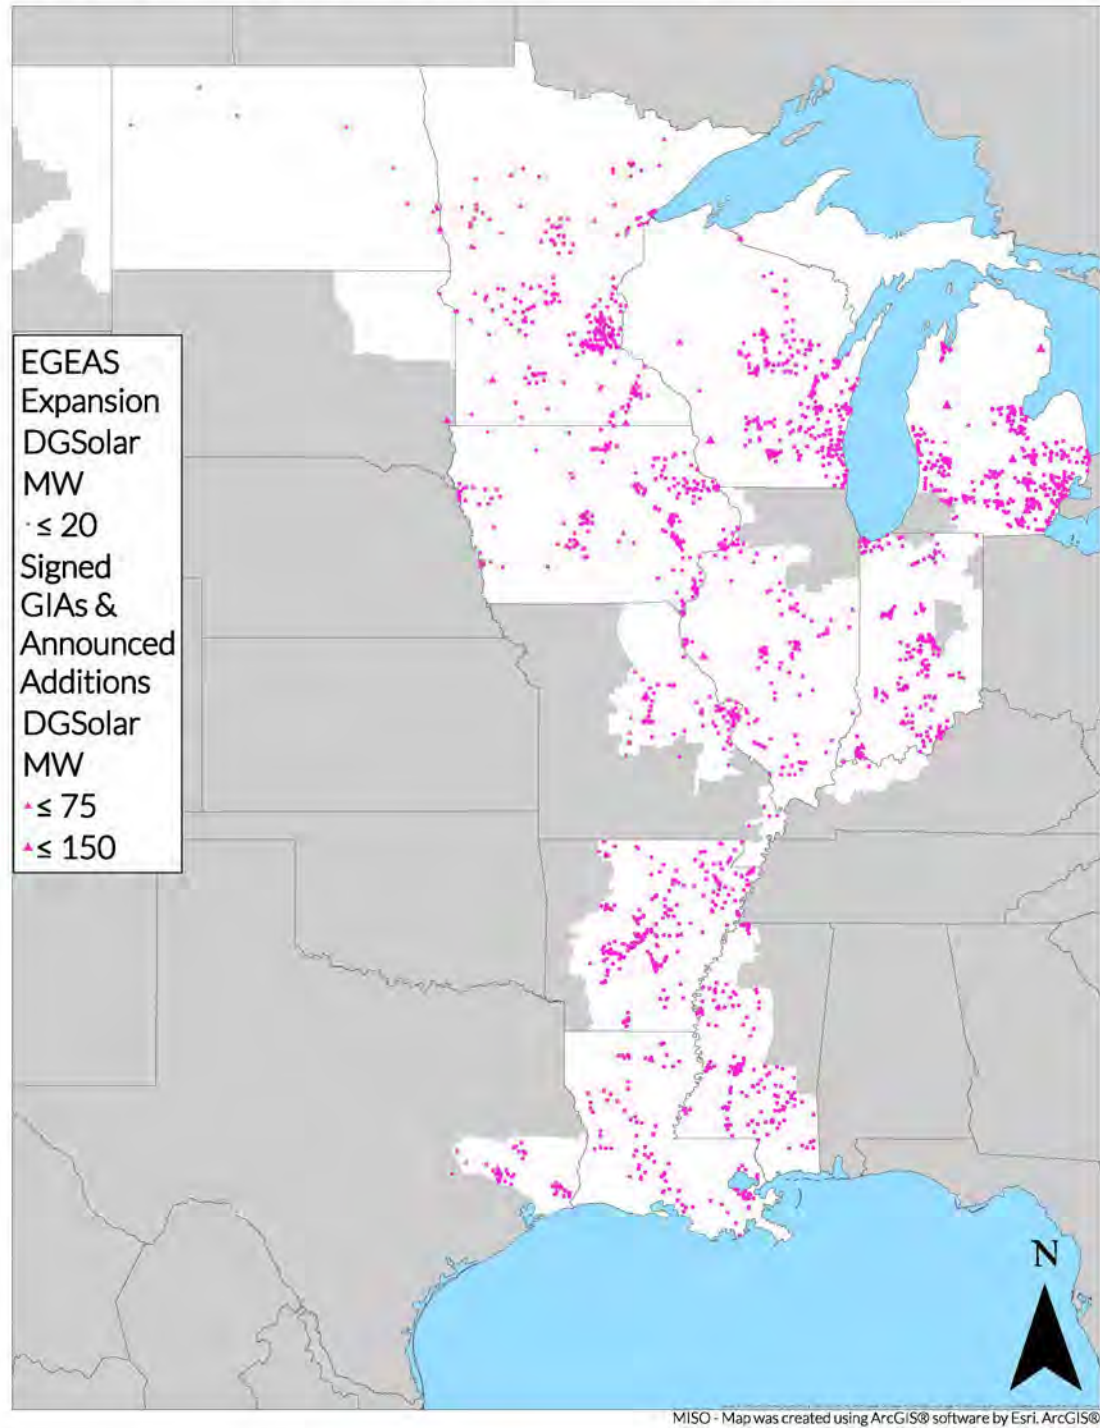 EGEAS
Expansion
DGSolar
MW
≤ 20
Signed
GIAs &
Announced
Additions
DGSolar
MW
≤ 75
≤ 150
N
MISO - Map was created using ArcGIS® software by Esri. ArcGIS®